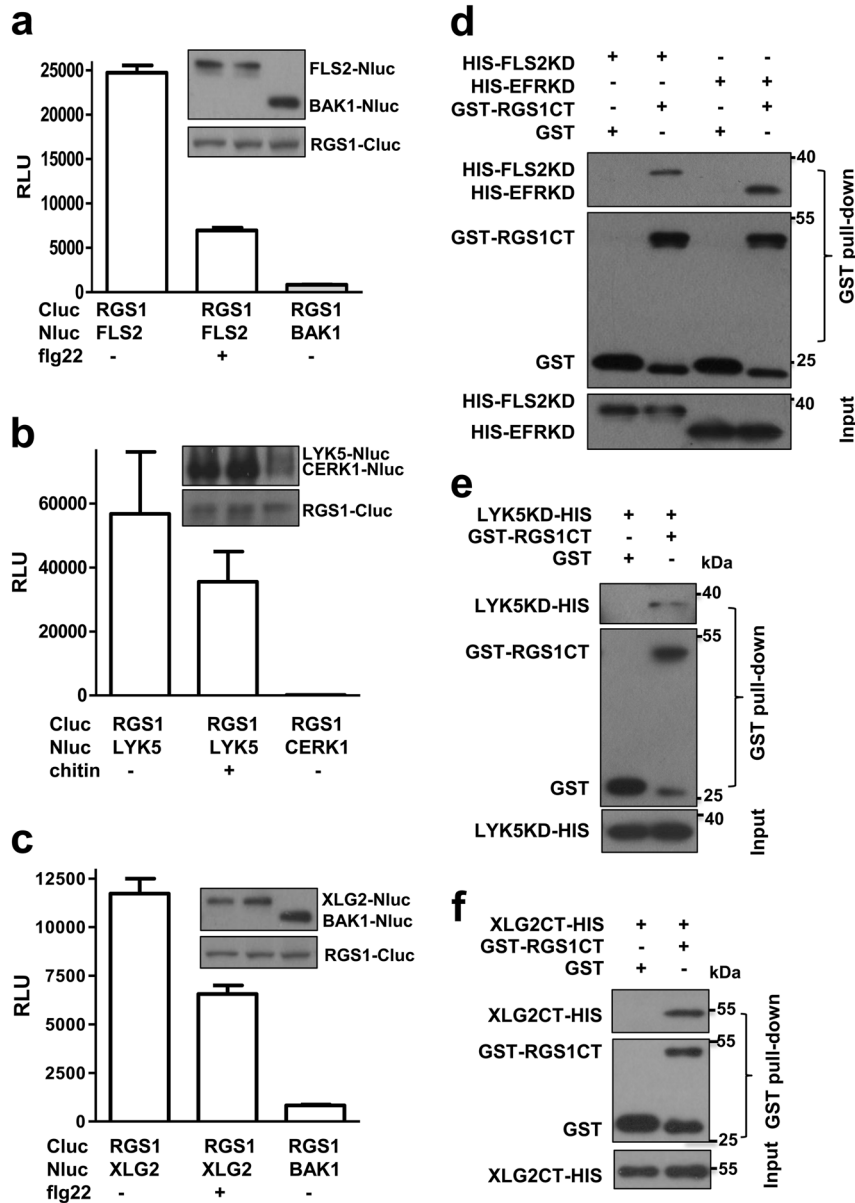 a
25000
20000
15000
10000
5000
0
RLU
FLS2-Nluc
BAK1-Nluc
RGS1-Cluc
Cluc RGS1 RGS1 RGS1
Nluc FLS2 FLS2 BAK1
flg22 - + -
b
60000
40000
20000
0
RLU
LYK5-Nluc
CERK1-Nluc
RGS1-Cluc
Cluc RGS1 RGS1 RGS1
Nluc LYK5 LYK5 CERK1
chitin - + -
c
12500
10000
7500
5000
2500
0
RLU
XLG2-Nluc
BAK1-Nluc
RGS1-Cluc
Cluc RGS1 RGS1 RGS1
Nluc XLG2 XLG2 BAK1
flg22 - + -
d
HIS-FLS2KD + + - -
HIS-EFRKD - - + +
GST-RGS1CT - + - +
GST + - + -
HIS-FLS2KD
HIS-EFRKD
40
55
GST-RGS1CT
GST
25
GST pull-down
HIS-FLS2KD
HIS-EFRKD
40
Input
e
LYK5KD-HIS + +
GST-RGS1CT - +
GST + -
kDa
LYK5KD-HIS
40
55
GST-RGS1CT
GST
25
GST pull-down
LYK5KD-HIS
40
Input
f
XLG2CT-HIS + +
GST-RGS1CT - +
GST + -
kDa
XLG2CT-HIS
55
GST-RGS1CT
55
GST
25
GST pull-down
XLG2CT-HIS
55
Input